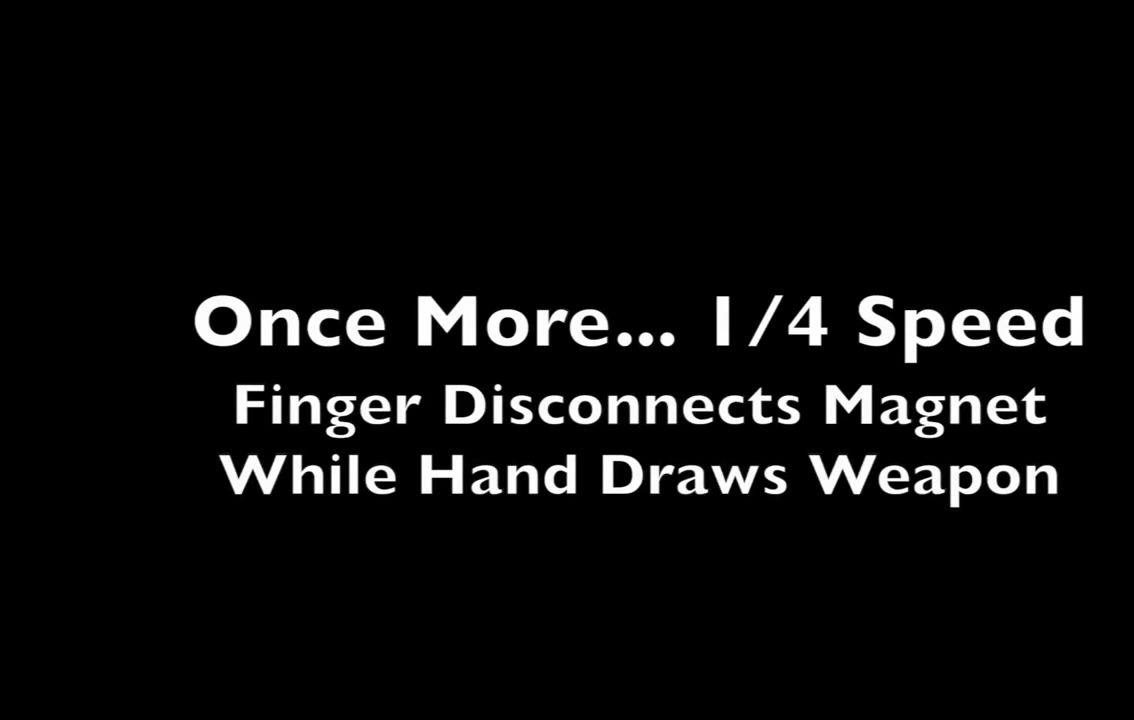 Once More... 1/4 Speed
Finger Disconnects Magnet
While Hand Draws Weapon